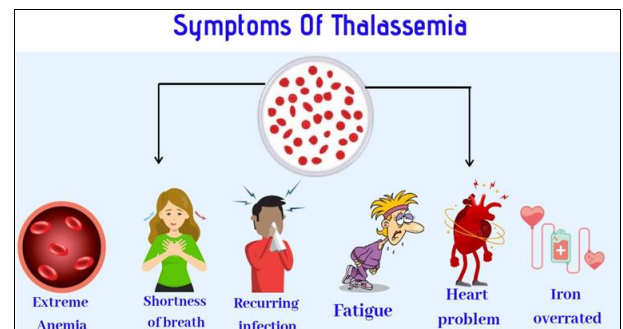 Symptoms Of Thalassemia
Extreme
Anemia
Shortness
of breath
Recurring
infection
Fatigue
Heart
problem
Iron
overrated